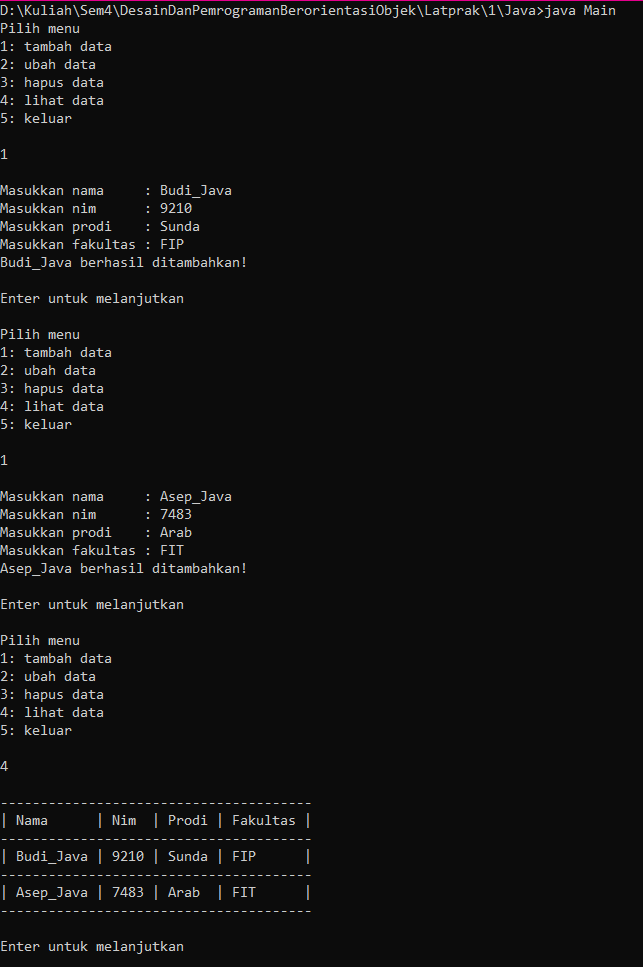 D:\Kuliah\Sem4\DesainDanPemrogramanBerorientasiObjek\Latprak\1\Java>java Main
Pilih menu
1: tambah data
2: ubah data
3: hapus data
4: lihat data
5: keluar

1

Masukkan nama     : Budi_Java
Masukkan nim      : 9210
Masukkan prodi    : Sunda
Masukkan fakultas : FIP
Budi_Java berhasil ditambahkan!

Enter untuk melanjutkan

Pilih menu
1: tambah data
2: ubah data
3: hapus data
4: lihat data
5: keluar

1

Masukkan nama     : Asep_Java
Masukkan nim      : 7483
Masukkan prodi    : Arab
Masukkan fakultas : FIT
Asep_Java berhasil ditambahkan!

Enter untuk melanjutkan

Pilih menu
1: tambah data
2: ubah data
3: hapus data
4: lihat data
5: keluar

4

---------------------------------------
| Nama      | Nim  | Prodi | Fakultas |
---------------------------------------
| Budi_Java | 9210 | Sunda | FIP      |
---------------------------------------
| Asep_Java | 7483 | Arab  | FIT      |
---------------------------------------

Enter untuk melanjutkan